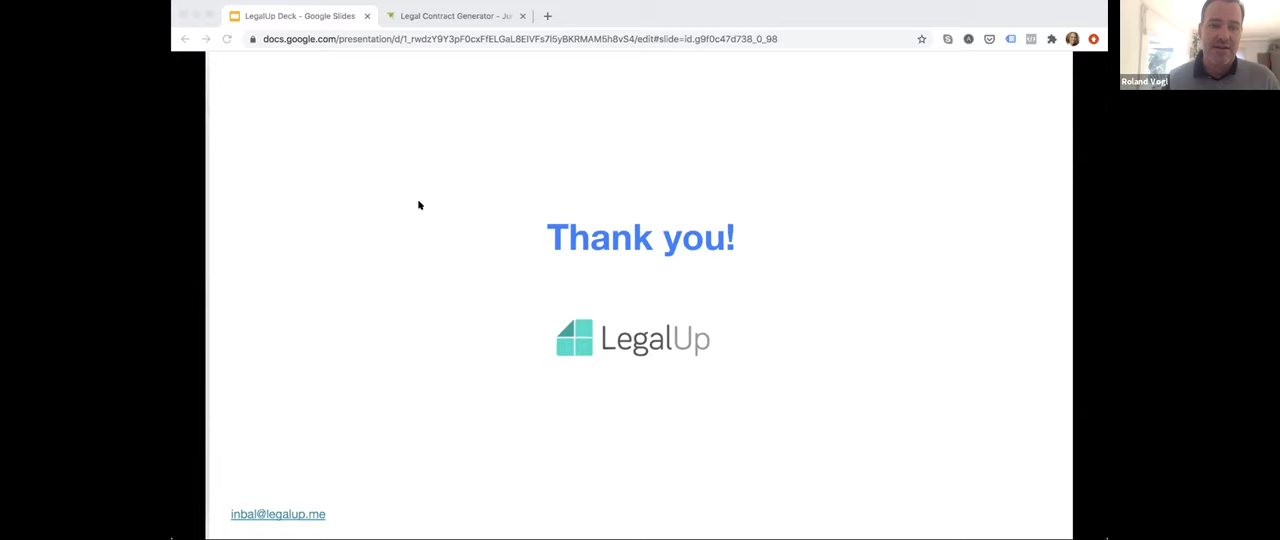 LegalUp Deck - Google Slides
Legal Contract Generator - Ju
docs.google.com/presentation/d/1_rwdzY9Y3pF0cxFfELGaL8EIVFs7I5yBKRMAM5h8vS4/edit#slide=id.g9f0c47d738_0_98
Roland Vogl
Thank you!
LegalUp
inbal@legalup.me